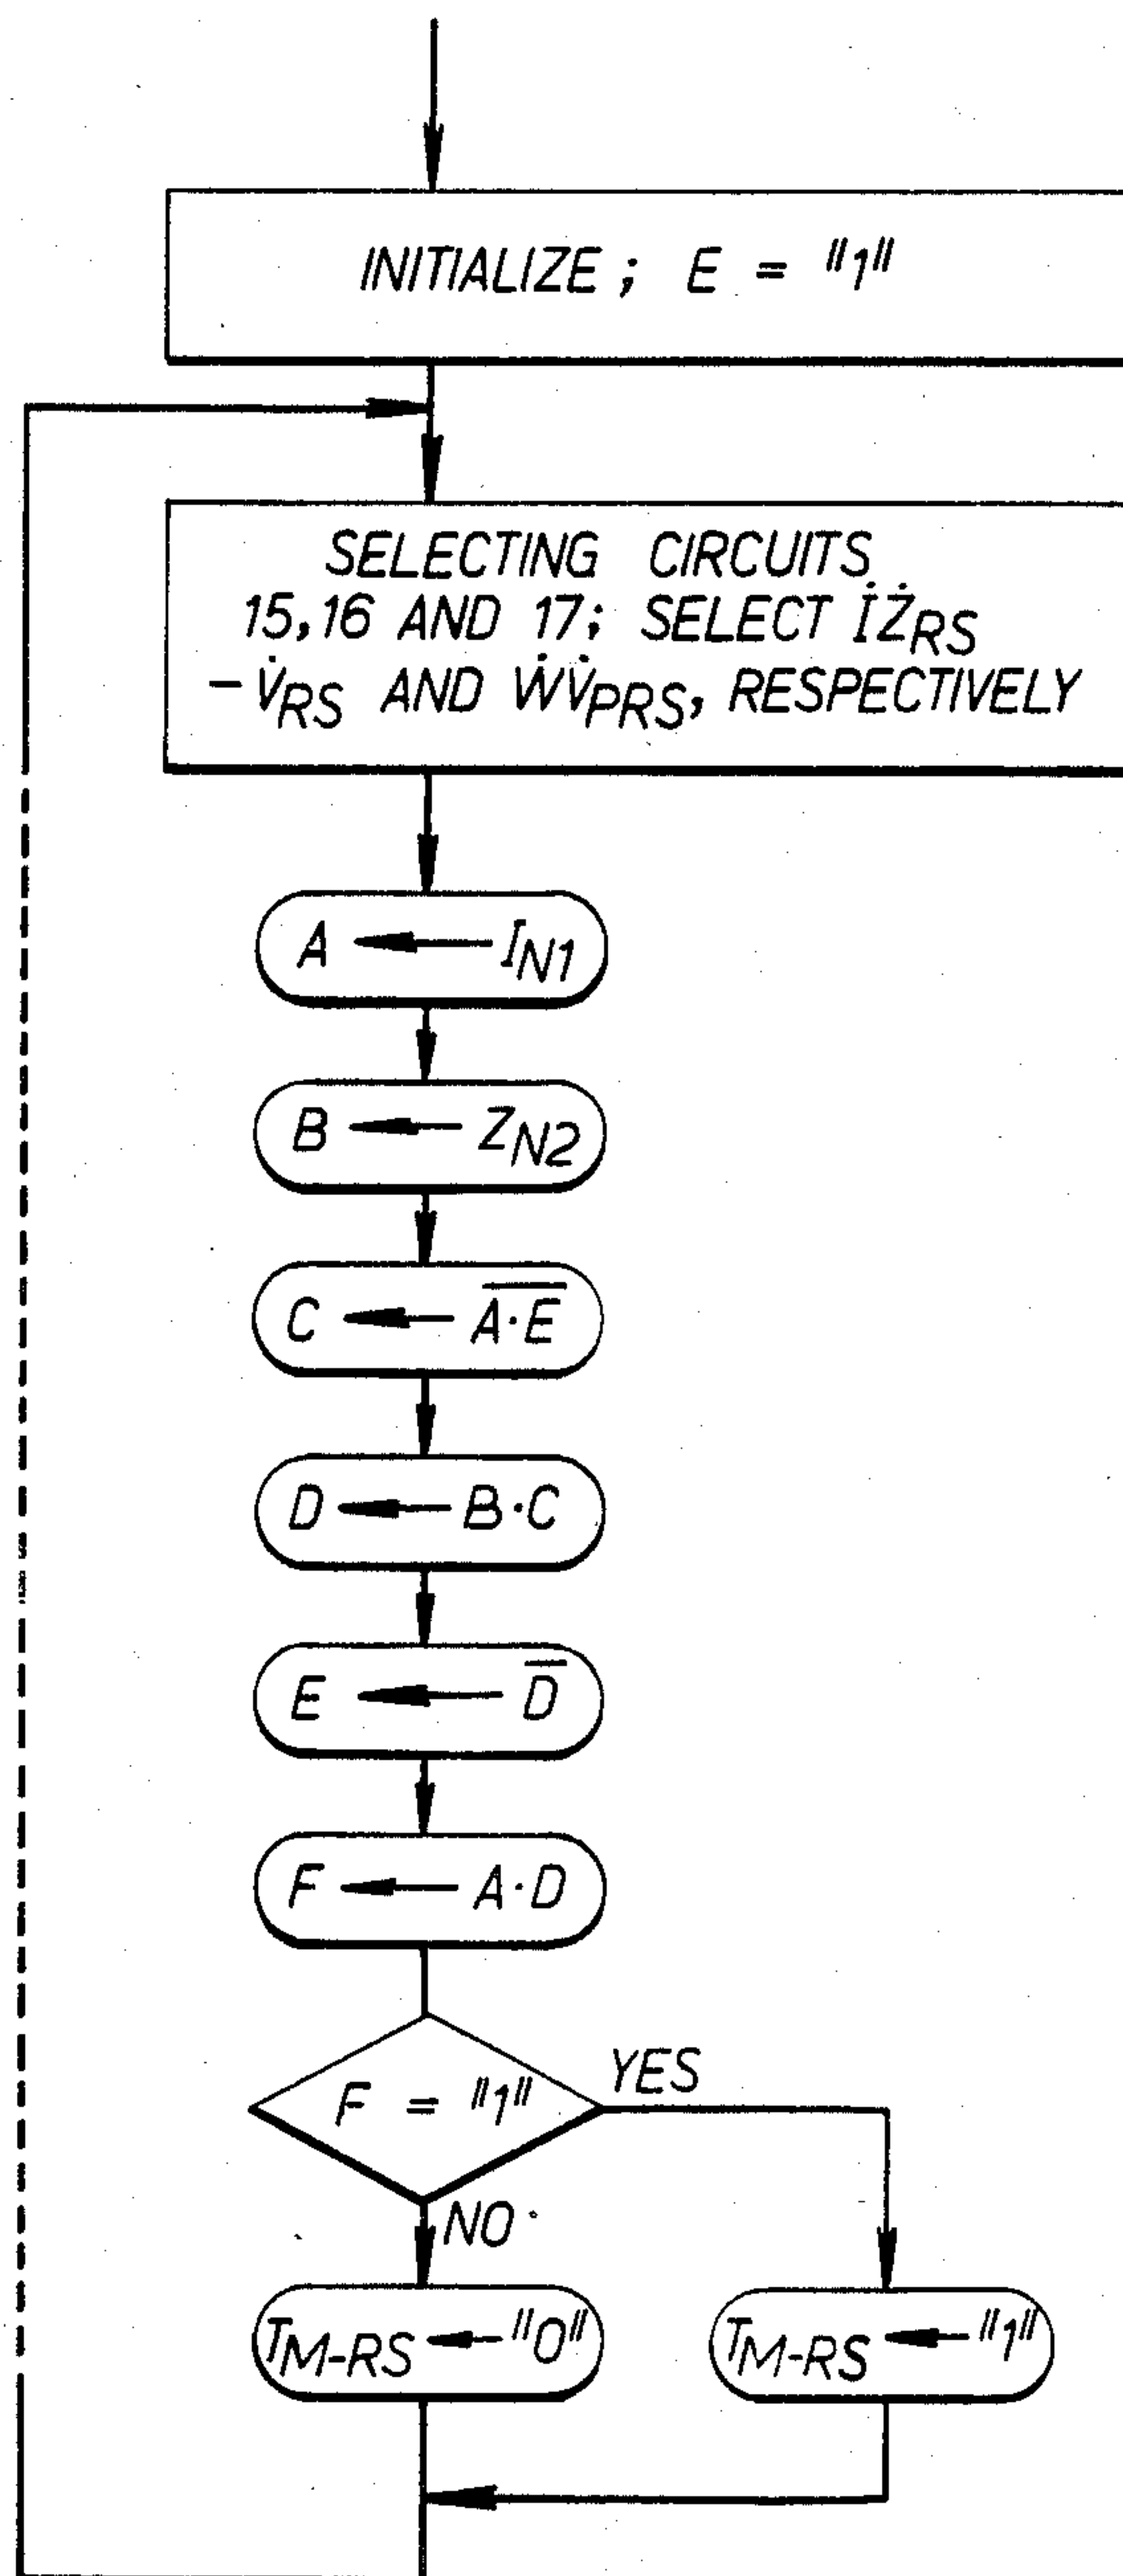 INITIALIZE ; E = "1"
SELECTING CIRCUITS
15,16 AND 17; SELECT İŻRS
-V̇RS AND ẆV̇PRS, RESPECTIVELY
A ← IN1
B ← ZN2
C ← A·E̅
D ← B·C
E ← D̅
F ← A·D
F = "1"
YES
NO
TM-RS ← "0"
TM-RS ← "1"